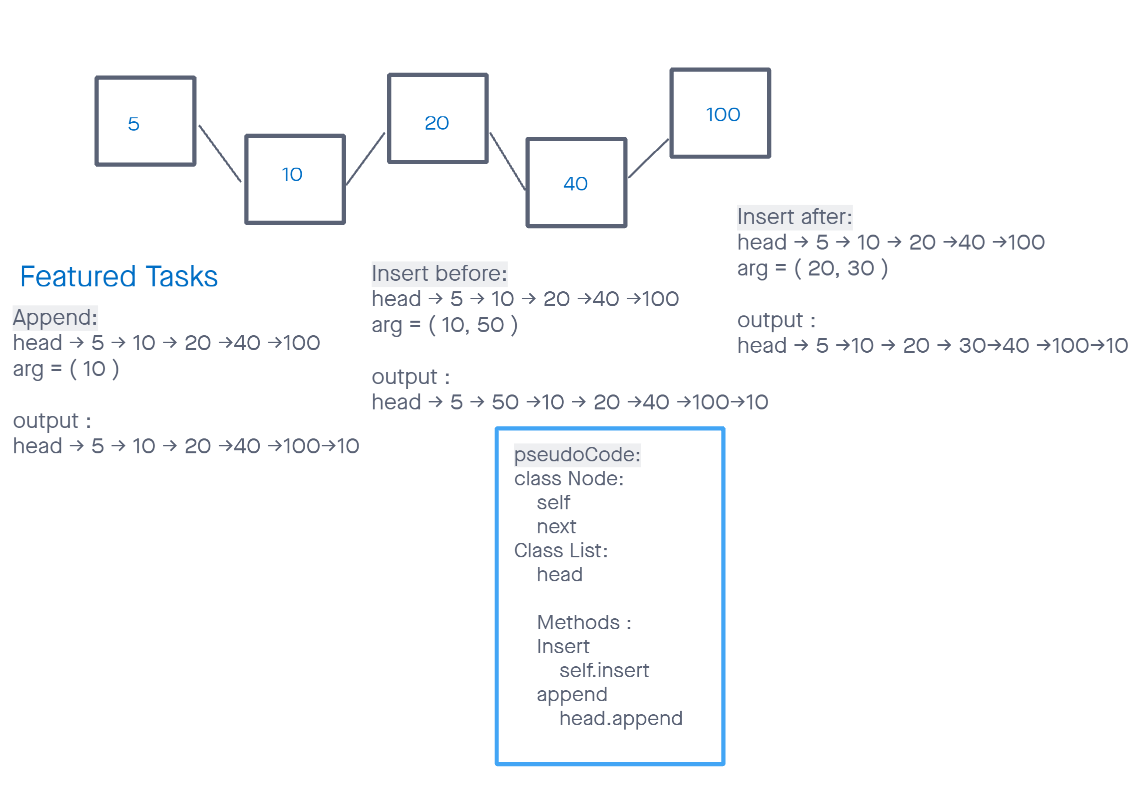 5
10
20
40
100
Featured Tasks
Append:
head → 5 → 10 → 20 →40 →100
arg = ( 10 )
output :
head → 5 → 10 → 20 →40 →100→10
Insert before:
head → 5 → 10 → 20 →40 →100
arg = ( 10, 50 )
output :
head → 5 → 50 →10 → 20 →40 →100→10
Insert after:
head → 5 → 10 → 20 →40 →100
arg = ( 20, 30 )
output :
head → 5 →10 → 20 → 30→40 →100→10
pseudoCode:
class Node:
self
next
Class List:
head
Methods :
Insert
self.insert
append
head.append